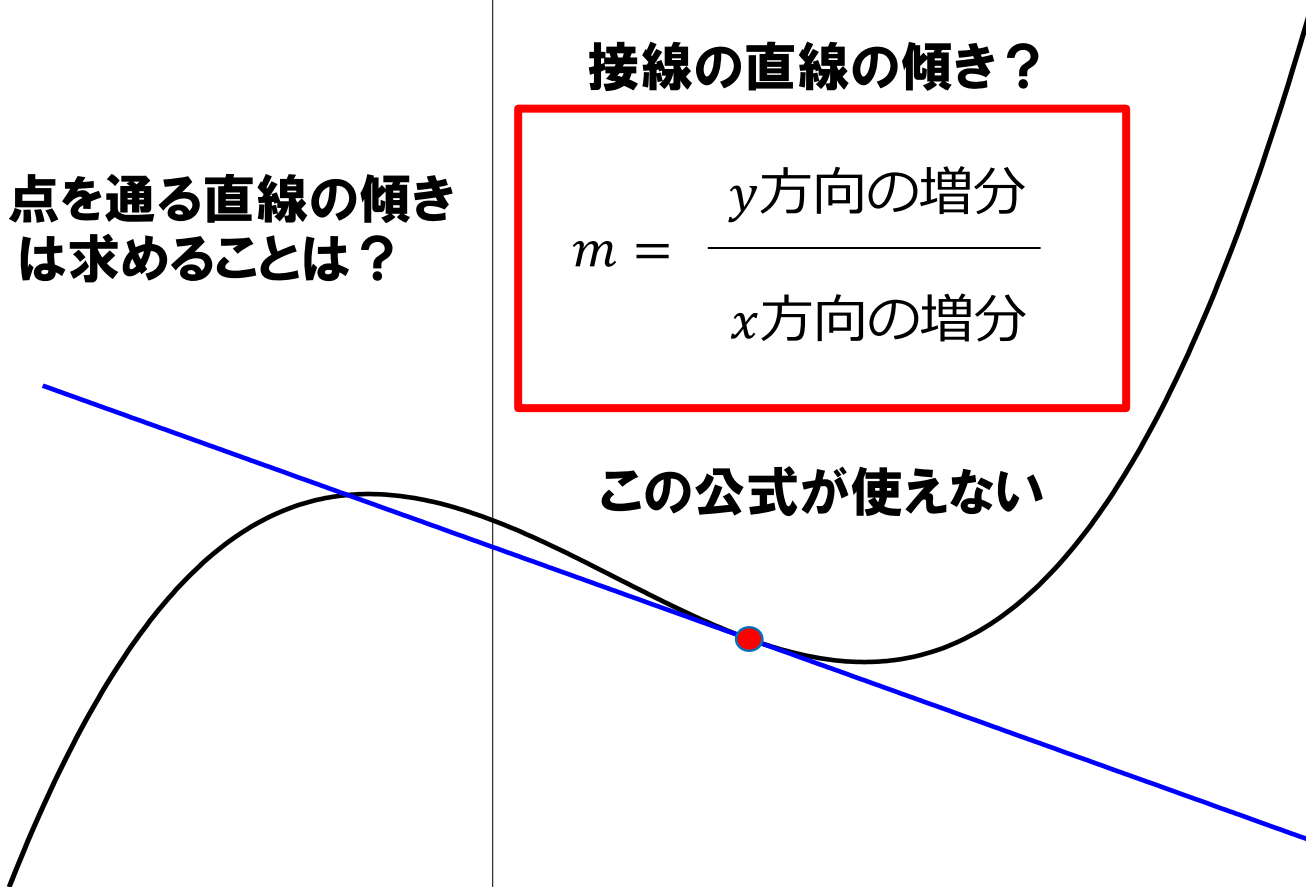 接線の直線の傾き？
点を通る直線の傾き
は求めることは？
y方向の増分
m =
x方向の増分
この公式が使えない